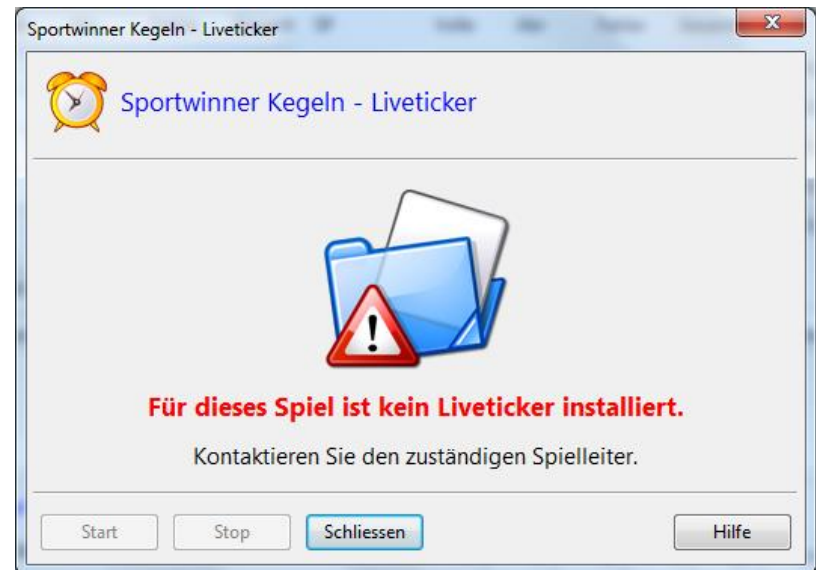 Sportwinner Kegeln - Liveticker
Sportwinner Kegeln - Liveticker
Für dieses Spiel ist kein Liveticker installiert.
Kontaktieren Sie den zuständigen Spielleiter.
Start Stop Schliessen Hilfe